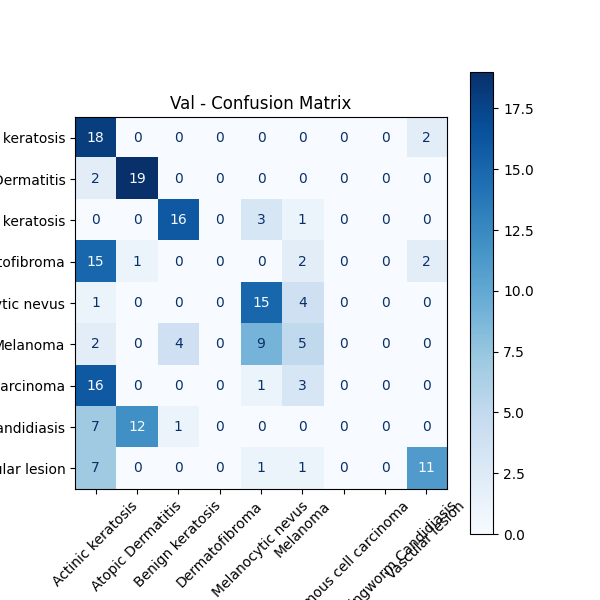 Val - Confusion Matrix
keratosis 18 0 0 0 0 0 0 0 2
Dermatitis 2 19 0 0 0 0 0 0 0
keratosis 0 0 16 0 3 1 0 0 0
tofibroma 15 1 0 0 0 2 0 0 2
tic nevus 1 0 0 0 15 4 0 0 0
Melanoma 2 0 4 0 9 5 0 0 0
arcinoma 16 0 0 0 1 3 0 0 0
andidiasis 7 12 1 0 0 0 0 0 0
ular lesion 7 0 0 0 1 1 0 0 11
Actinic keratosis
Atopic Dermatitis
Benign keratosis
Dermatofibroma
Melanocytic nevus
Melanoma
mous cell carcinoma
ngworm Candidiasis
Vascular lesion
17.5
15.0
12.5
10.0
7.5
5.0
2.5
0.0